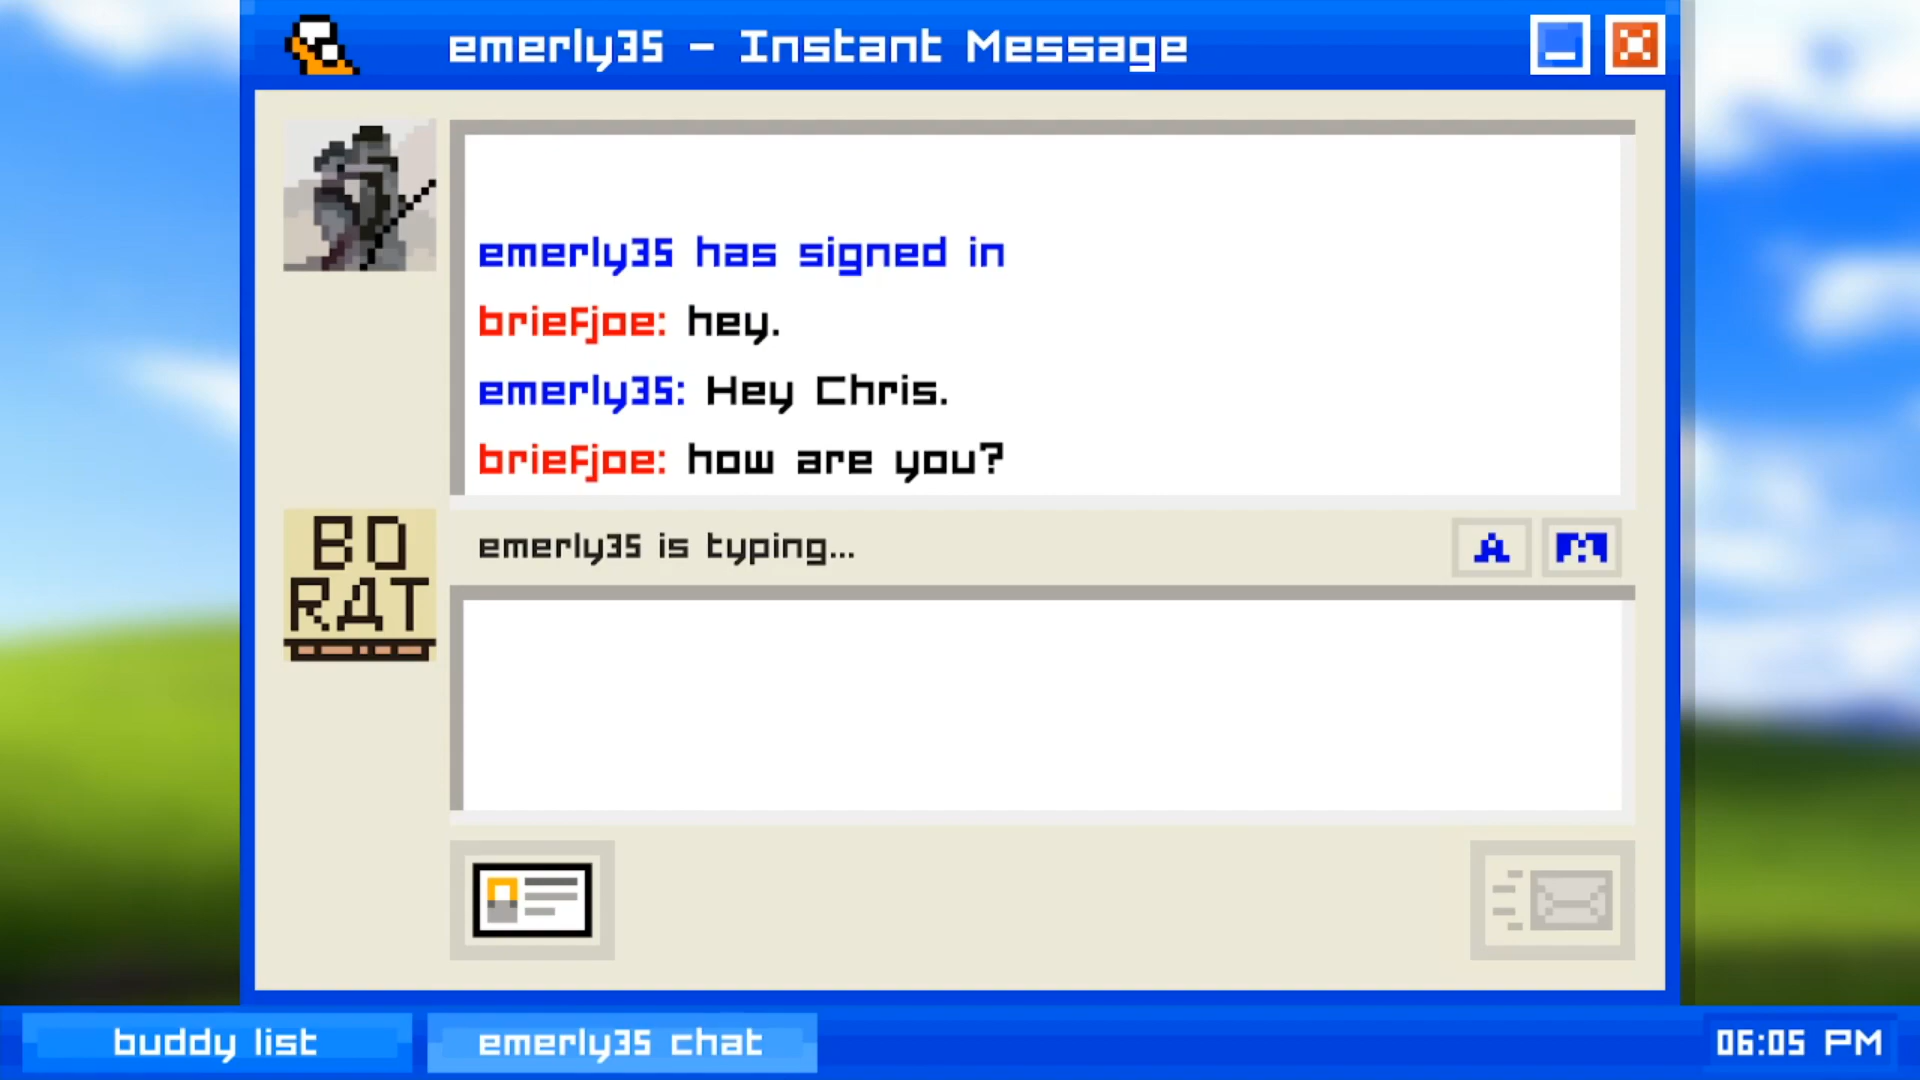 emerly35 - Instant Message
emerly35 has signed in
briefjoe: hey.
emerly35: Hey Chris.
briefjoe: how are you?
BO
RAT
emerly35 is typing...
A M
buddy list
emerly35 chat
06:05 PM